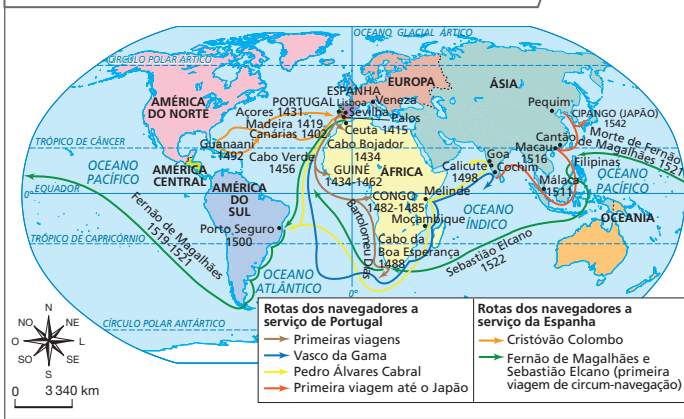 OCEANO GLACIAL ÁRTICO
CÍRCULO POLAR ÁRTICO
EUROPA
ÁSIA
AMÉRICA
DO NORTE
ESPANHA
PORTUGAL
Lisboa
Veneza
Sevilha
Palos
Açores 1431
Madeira 1419
Canárias 1402
Ceuta 1415
Pequim
CIPANGO (JAPÃO)
1542
Guanaani
1492
Cabo Bojador
1434
Cantão
Macau
1516
Morte de Fernão
de Magalhães 1521
TRÓPICO DE CÂNCER
Cabo Verde
1456
GUINÉ
1434-1462
ÁFRICA
Goa
Calicute
1498
Cochim
Filipinas
OCEANO
PACÍFICO
AMÉRICA
CENTRAL
Málaca
1511
OCEANO
PACÍFICO
EQUADOR
0°
AMÉRICA
DO
SUL
CONGO
1482-1485
Melinde
Moçambique
OCEANO
ÍNDICO
OCEANIA
Fernão de Magalhães
1519-1521
Porto Seguro
1500
Bartolomeu Dias
Cabo da
Boa Esperança
1488
Sebastião Elcano
1522
TRÓPICO DE CAPRICÓRNIO
OCEANO
ATLÂNTICO
0°
CÍRCULO POLAR ANTÁRTICO
N
NO
NE
O
L
SO
SE
S
0
3 340 km
Rotas dos navegadores a
serviço de Portugal
Primeiras viagens
Vasco da Gama
Pedro Álvares Cabral
Primeira viagem até o Japão
Rotas dos navegadores a
serviço da Espanha
Cristóvão Colombo
Fernão de Magalhães e
Sebastião Elcano (primeira
viagem de circum-navegação)